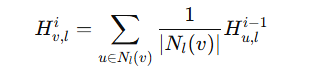 $H^{i}_{v,l} = \sum_{u \in N_l(v)} \frac{1}{|N_l(v)|} H^{i-1}_{u,l}$